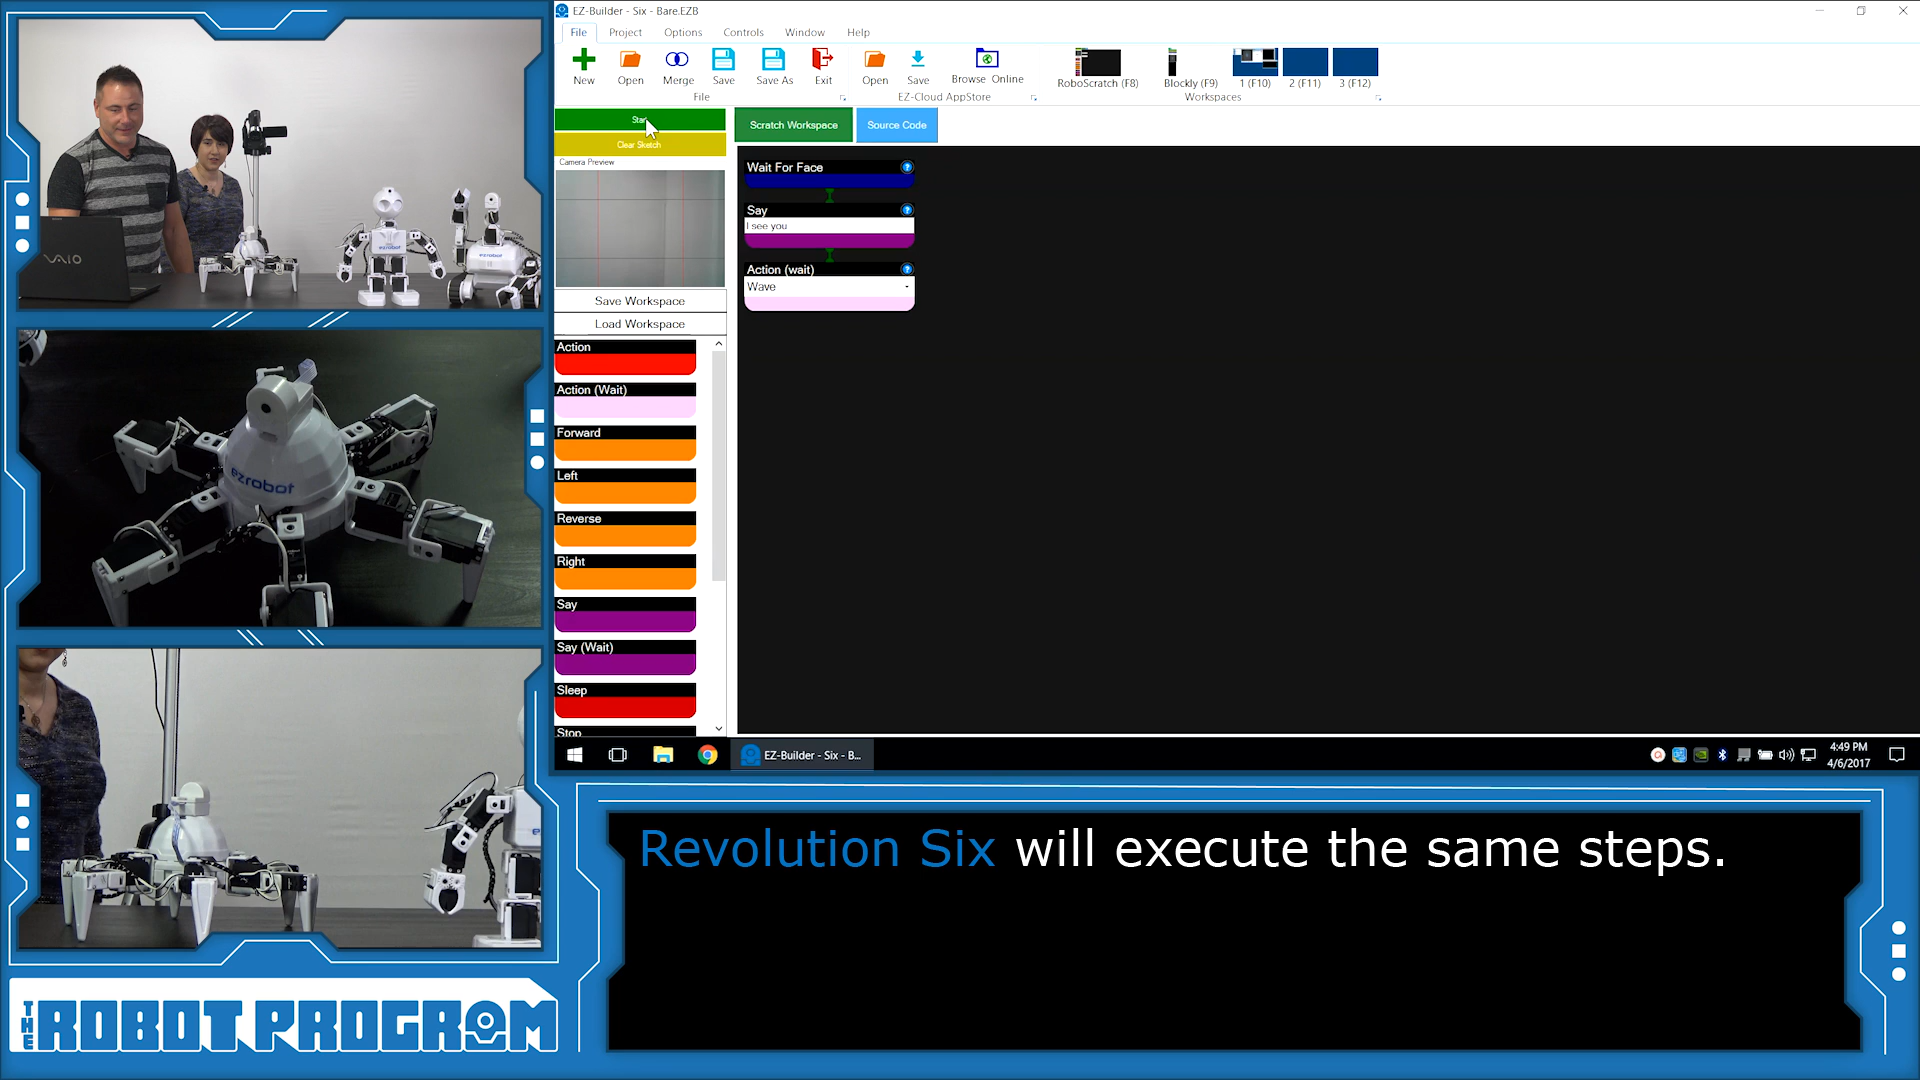 EZ-Builder - Six - Bare.EZB
File Project Options Controls Window Help
New Open Merge Save Save As Exit Open Save Browse Online RoboScratch (F8) Blockly (F9) 1 (F10) 2 (F11) 3 (F12)
File EZ-Cloud AppStore Workspaces
Clear Sketch
Camera Preview
Save Workspace
Load Workspace
Action
Action (Wait)
Forward
Left
Reverse
Right
Say
Say (Wait)
Sleep
Stop
Scratch Workspace Source Code
Wait For Face
Say
I see you
Action (wait)
Wave
EZ-Builder - Six - B...
4:49 PM
4/6/2017
VAIO
ezrobot
ezrobot
ezrobot
Revolution Six will execute the same steps.
THE ROBOT PROGRAM